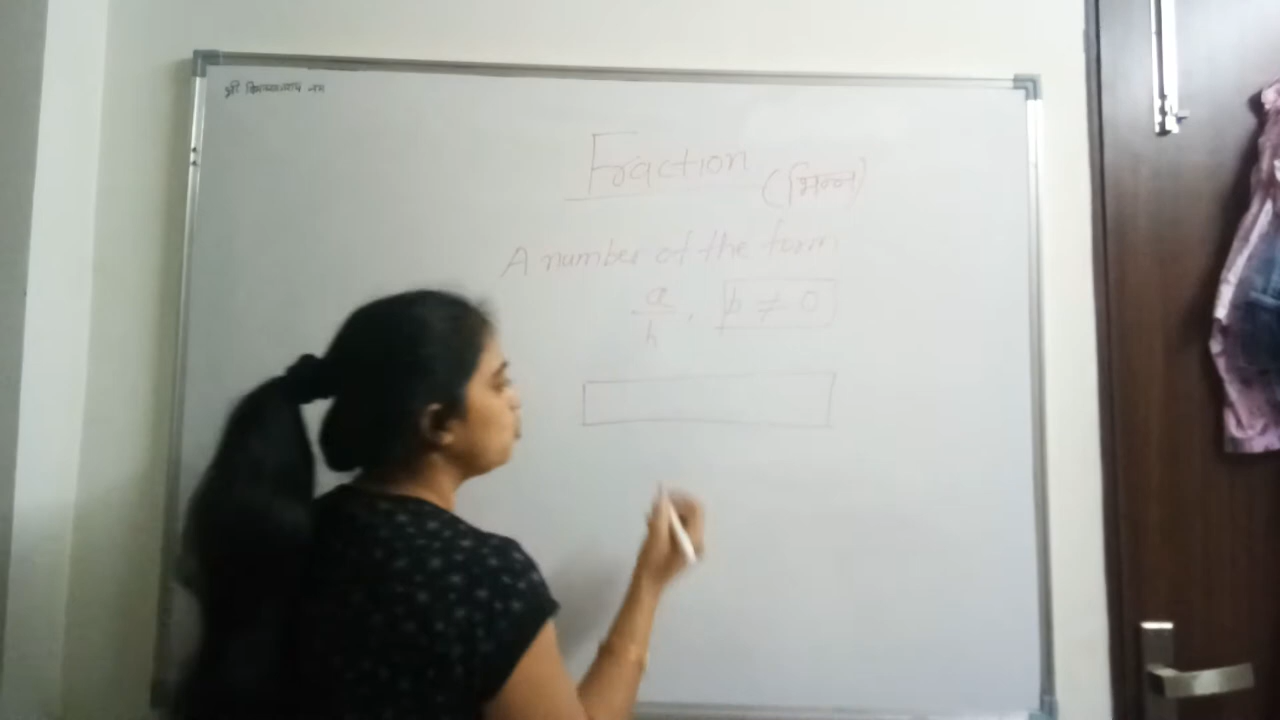 श्री
Fraction
(भिन्न)
A number of the form
a/b, b ≠ 0